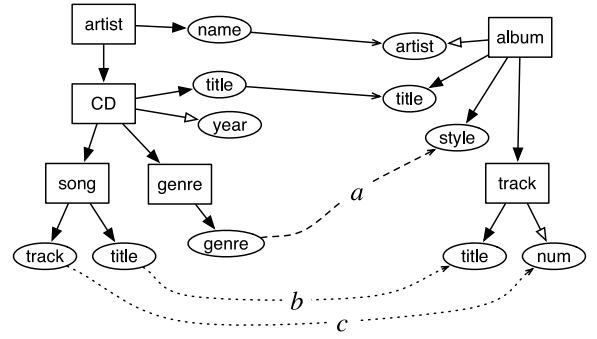 artist
name
artist
album
CD
title
title
year
style
song
genre
track
a
track
title
genre
title
num
b
c